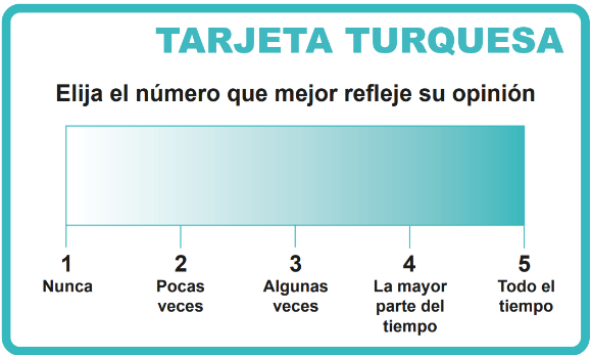 TARJETA TURQUESA
Elija el número que mejor refleje su opinión
1 2 3 4 5
Nunca Pocas Algunas La mayor Todo el
veces veces parte del tiempo
tiempo